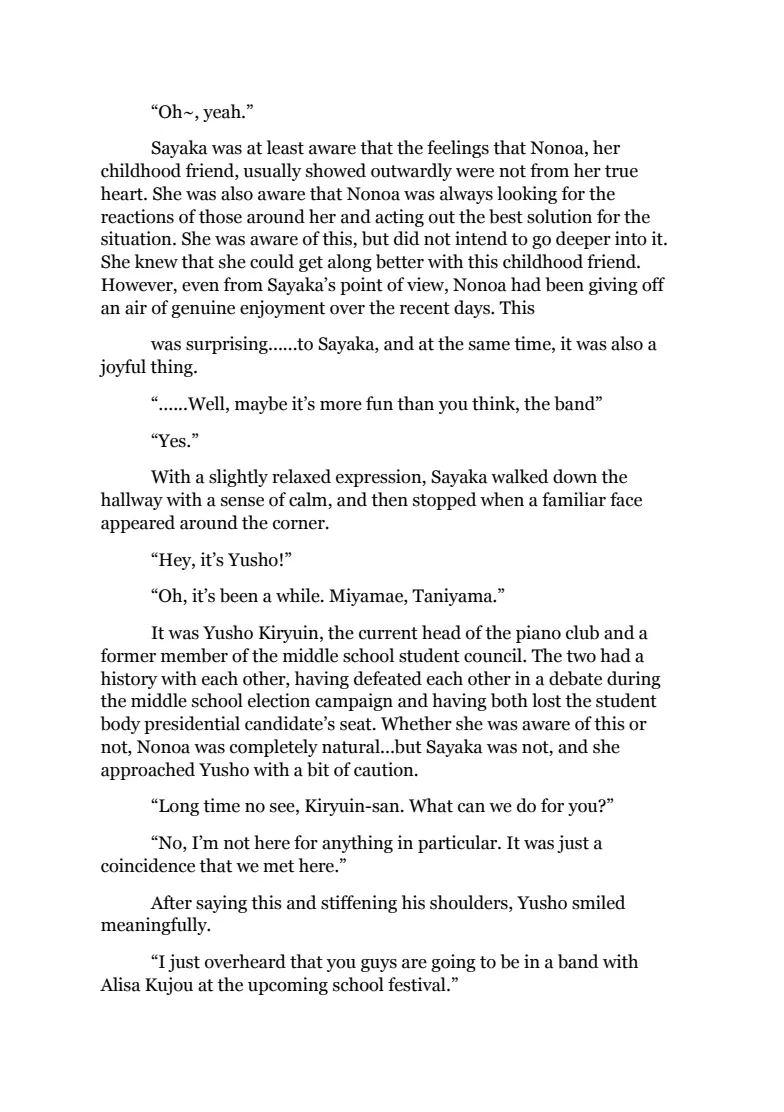 “Oh~, yeah.”
Sayaka was at least aware that the feelings that Nonoa, her
childhood friend, usually showed outwardly were not from her true
heart. She was also aware that Nonoa was always looking for the
reactions of those around her and acting out the best solution for the
situation. She was aware of this, but did not intend to go deeper into it.
She knew that she could get along better with this childhood friend.
However, even from Sayaka’s point of view, Nonoa had been giving off
an air of genuine enjoyment over the recent days. This
was surprising……to Sayaka, and at the same time, it was also a
joyful thing.
“……Well, maybe it’s more fun than you think, the band”
“Yes.”
With a slightly relaxed expression, Sayaka walked down the
hallway with a sense of calm, and then stopped when a familiar face
appeared around the corner.
“Hey, it’s Yusho!”
“Oh, it’s been a while. Miyamae, Taniyama.”
It was Yusho Kiryuin, the current head of the piano club and a
former member of the middle school student council. The two had a
history with each other, having defeated each other in a debate during
the middle school election campaign and having both lost the student
body presidential candidate’s seat. Whether she was aware of this or
not, Nonoa was completely natural…but Sayaka was not, and she
approached Yusho with a bit of caution.
“Long time no see, Kiryuin-san. What can we do for you?”
“No, I’m not here for anything in particular. It was just a
coincidence that we met here.”
After saying this and stiffening his shoulders, Yusho smiled
meaningfully.
“I just overheard that you guys are going to be in a band with
Alisa Kujou at the upcoming school festival.”